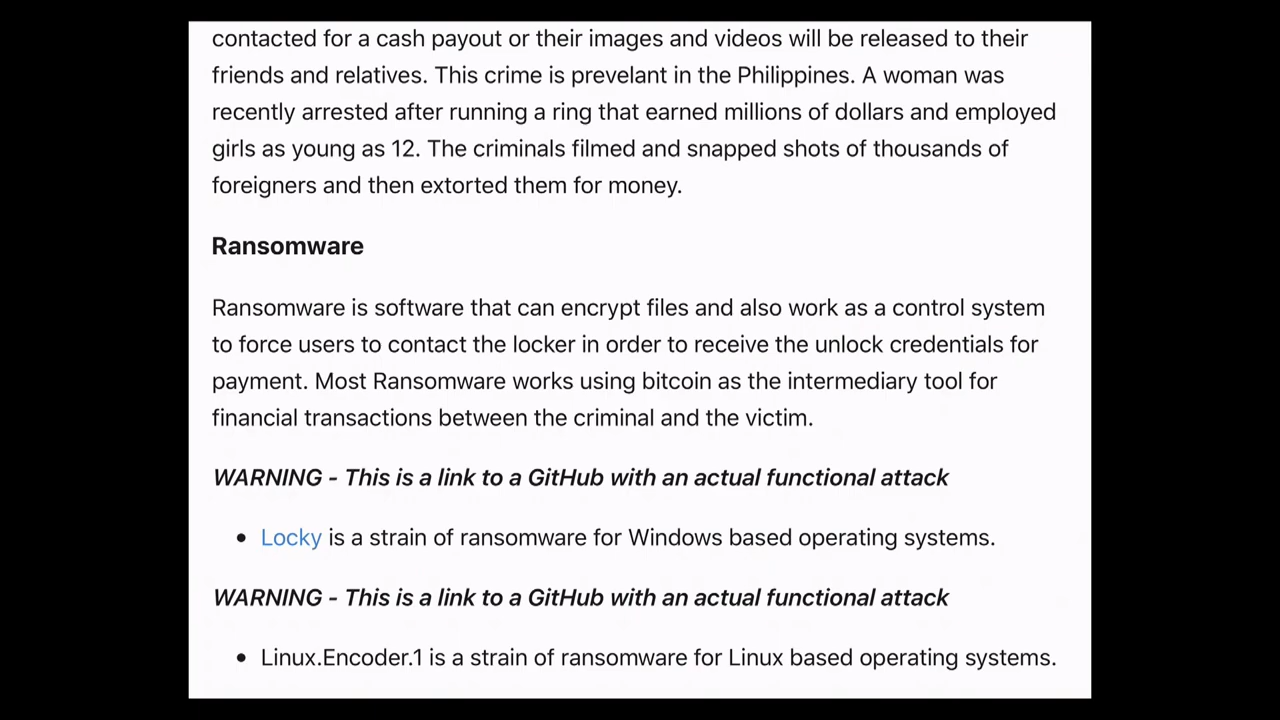 contacted for a cash payout or their images and videos will be released to their
friends and relatives. This crime is prevelant in the Philippines. A woman was
recently arrested after running a ring that earned millions of dollars and employed
girls as young as 12. The criminals filmed and snapped shots of thousands of
foreigners and then extorted them for money.
Ransomware
Ransomware is software that can encrypt files and also work as a control system
to force users to contact the locker in order to receive the unlock credentials for
payment. Most Ransomware works using bitcoin as the intermediary tool for
financial transactions between the criminal and the victim.
WARNING - This is a link to a GitHub with an actual functional attack
• Locky is a strain of ransomware for Windows based operating systems.
WARNING - This is a link to a GitHub with an actual functional attack
• Linux.Encoder.1 is a strain of ransomware for Linux based operating systems.